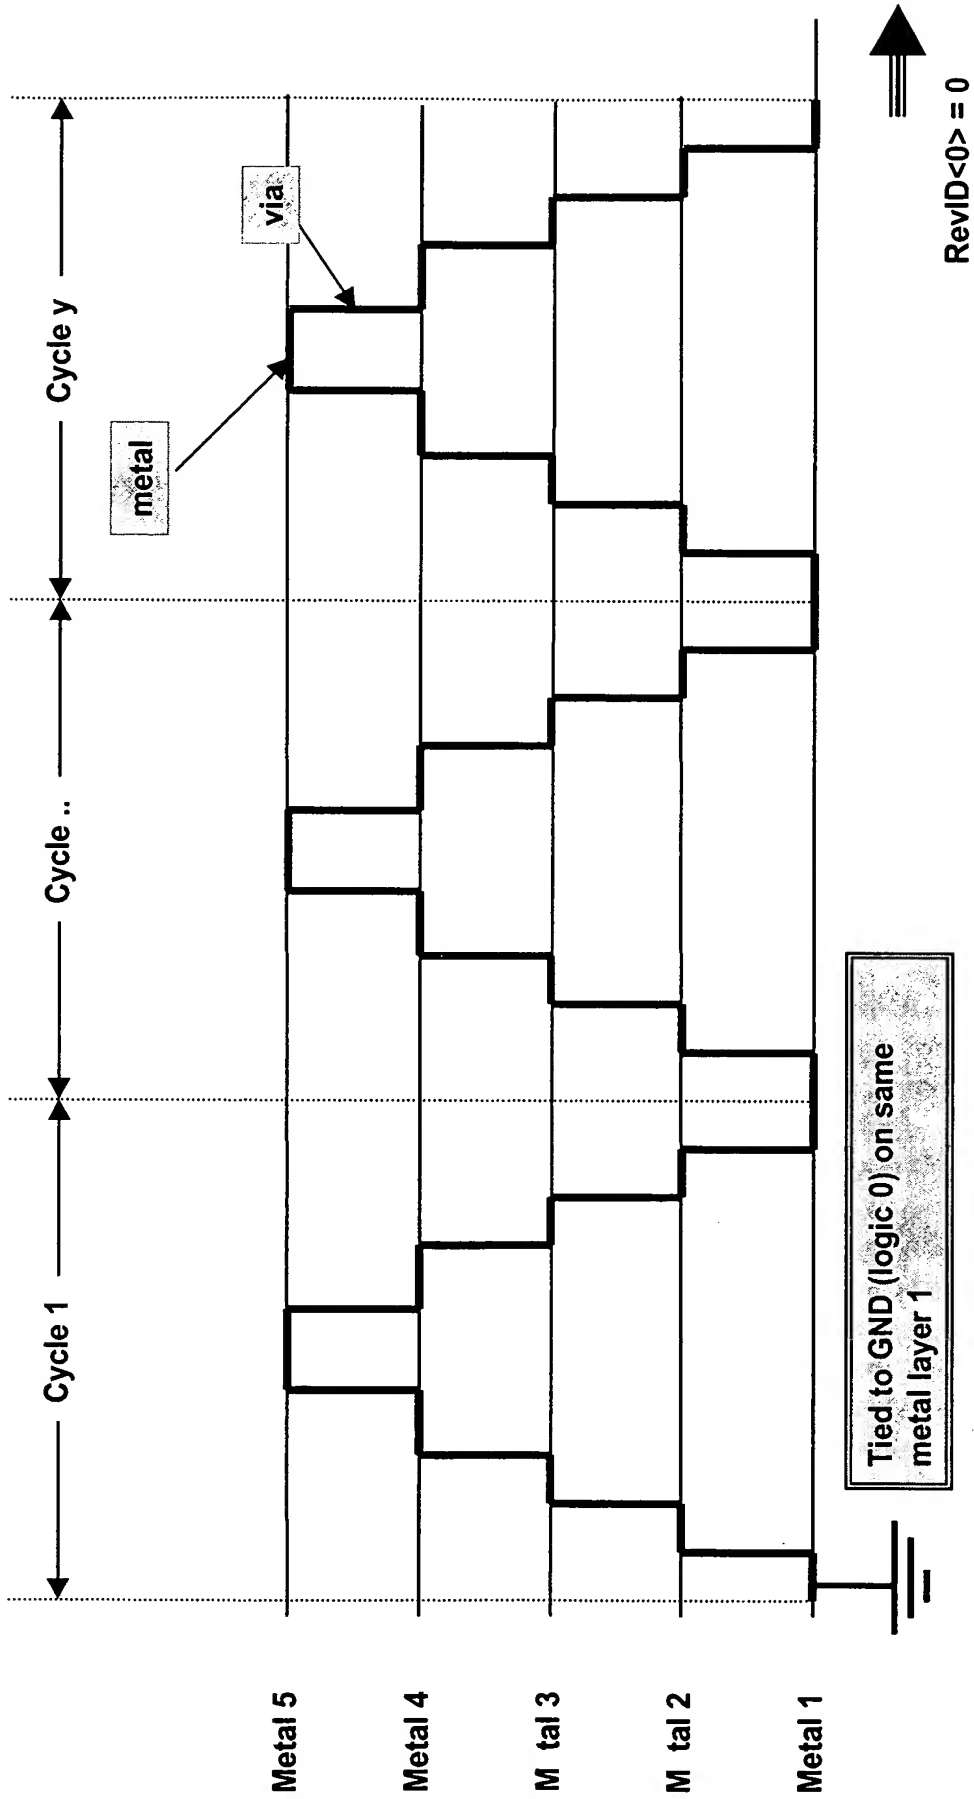 Cycle 1
Cycle ..
Cycle y
metal
via
Metal 5
Metal 4
M tal 3
M tal 2
Metal 1
Tied to GND (logic 0) on same
metal layer 1
RevID<0> = 0